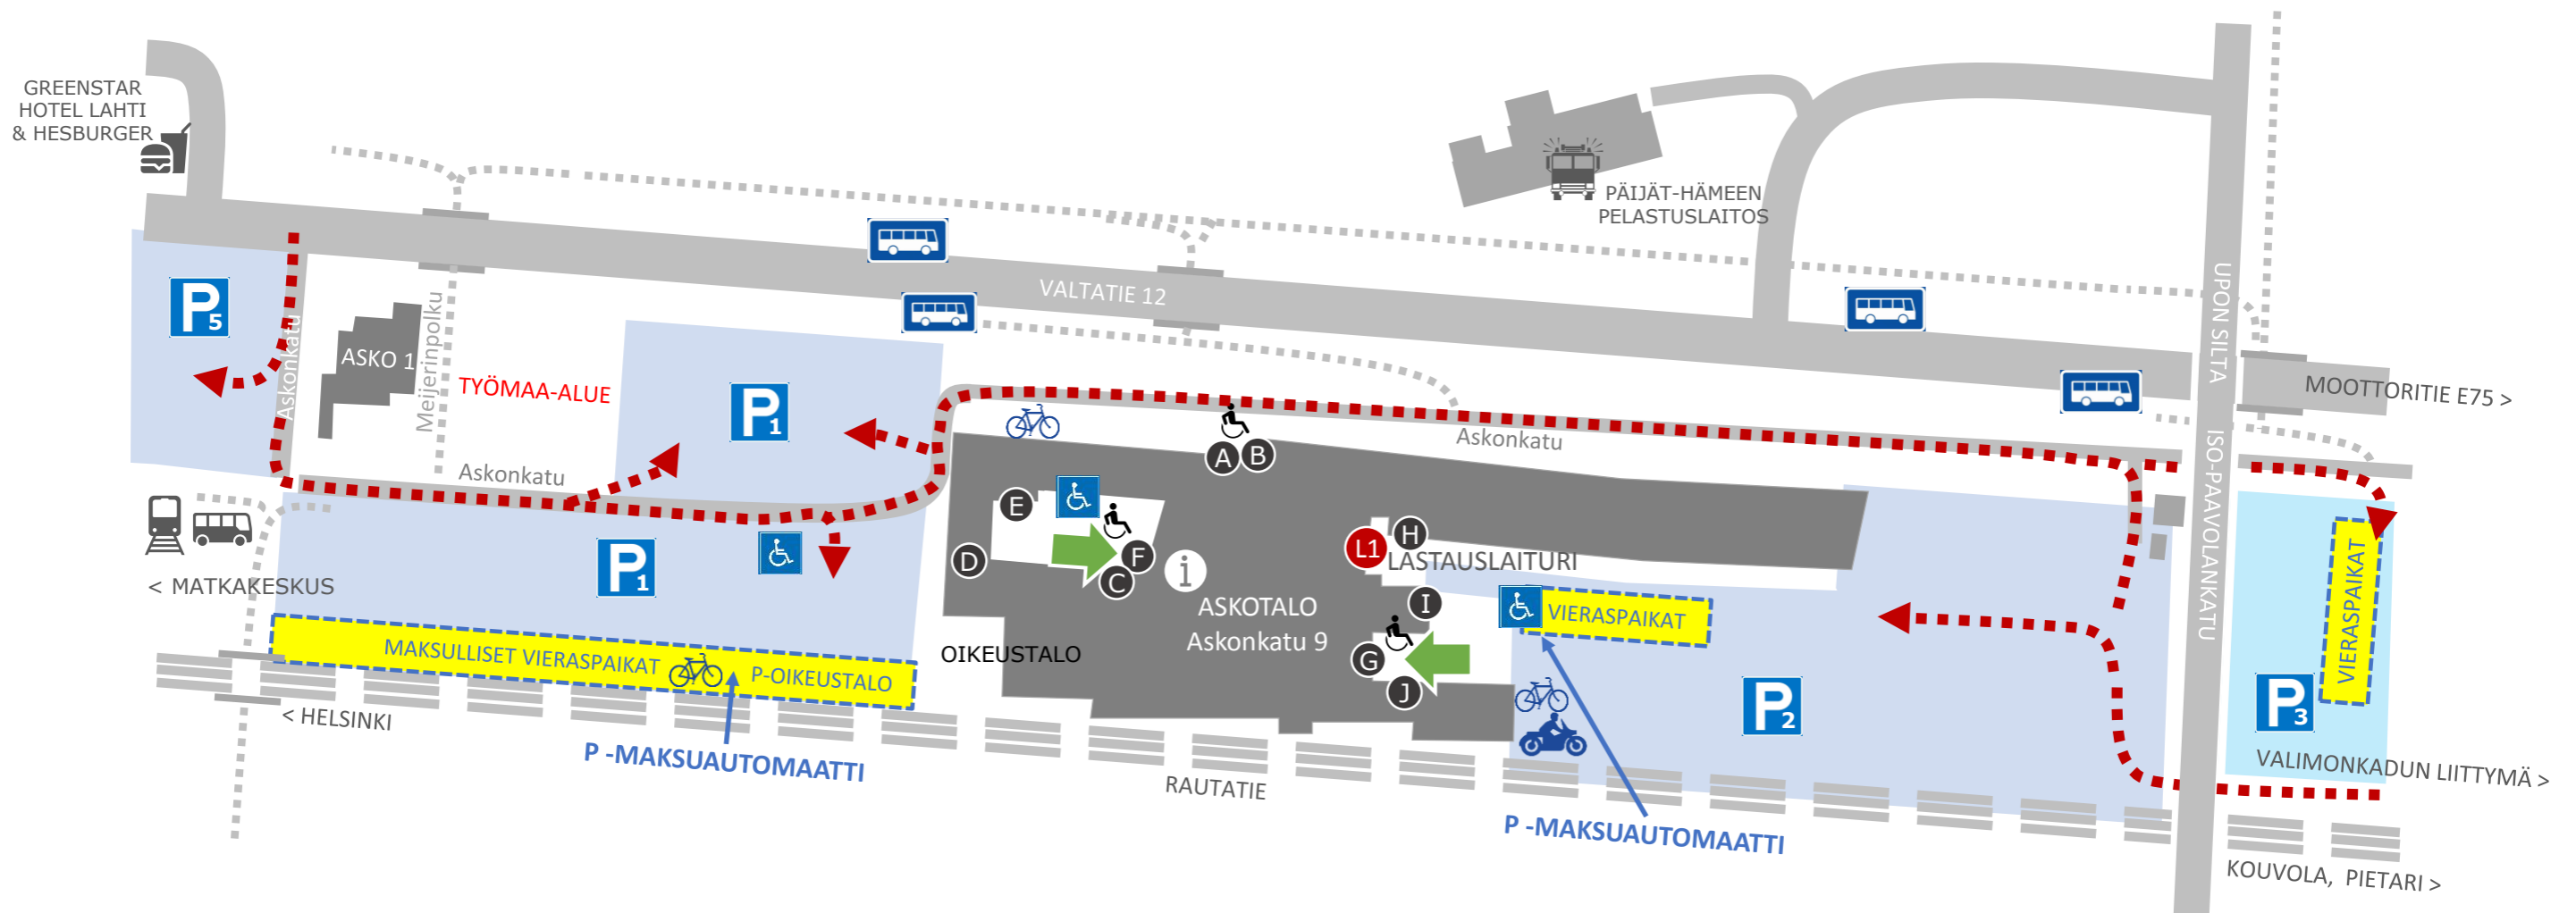 GREENSTAR
HOTEL LAHTI
& HESBURGER
PÄIJÄT-HÄMEEN
PELASTUSLAITOS
VALTATIE 12
UPON SILTA
ISO-PAAVOLANKATU
MOOTTORITIE E75 >
P5
Askonkatu
ASKO 1
Meijerinpolku
TYÖMAA-ALUE
P1
Askonkatu
Askonkatu
A
B
E
D
F
C
i
L1
H
LASTAUSLAITURI
I
G
J
ASKOTALO
Askonkatu 9
OIKEUSTALO
< MATKAKESKUS
P1
MAKSULLISET VIERASPAIKAT
P-OIKEUSTALO
< HELSINKI
P -MAKSUAUTOMAATTI
RAUTATIE
VIERASPAIKAT
P2
P -MAKSUAUTOMAATTI
VIERASPAIKAT
P3
VALIMONKADUN LIITTYMÄ >
KOUVOLA, PIETARI >